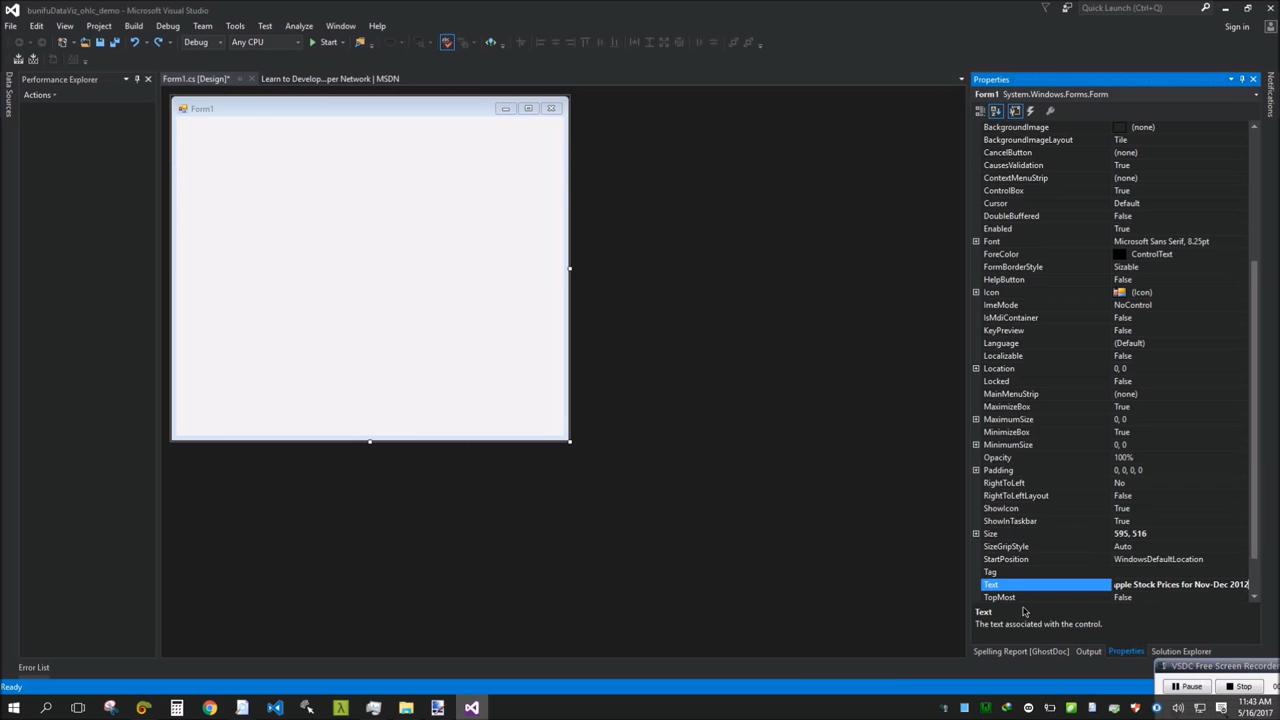 bunifuDataViz_ohlc_demo - Microsoft Visual Studio
Quick Launch (Ctrl+Q)
File Edit View Project Build Debug Team Tools Test Analyze Window Help
Sign in
Debug Any CPU Start
Data Sources
Performance Explorer
Actions
Form1.cs [Design]* Learn to Develop...per Network | MSDN
Form1
Properties
Notifications
Form1 System.Windows.Forms.Form
BackgroundImage (none)
BackgroundImageLayout Tile
CancelButton (none)
CausesValidation True
ContextMenuStrip (none)
ControlBox True
Cursor Default
DoubleBuffered False
Enabled True
Font Microsoft Sans Serif, 8.25pt
ForeColor ControlText
FormBorderStyle Sizable
HelpButton False
Icon (Icon)
ImeMode NoControl
IsMdiContainer False
KeyPreview False
Language (Default)
Localizable False
Location 0, 0
Locked False
MainMenuStrip (none)
MaximizeBox True
MaximumSize 0, 0
MinimizeBox True
MinimumSize 0, 0
Opacity 100%
Padding 0, 0, 0, 0
RightToLeft No
RightToLeftLayout False
ShowIcon True
ShowInTaskbar True
Size 595, 516
SizeGripStyle Auto
StartPosition WindowsDefaultLocation
Tag
Text pple Stock Prices for Nov-Dec 2012
TopMost False
Text
The text associated with the control.
Spelling Report [GhostDoc] Output Properties Solution Explorer
Error List
VSDC Free Screen Recorder
Ready
Pause Stop
11:43 AM
5/16/2017